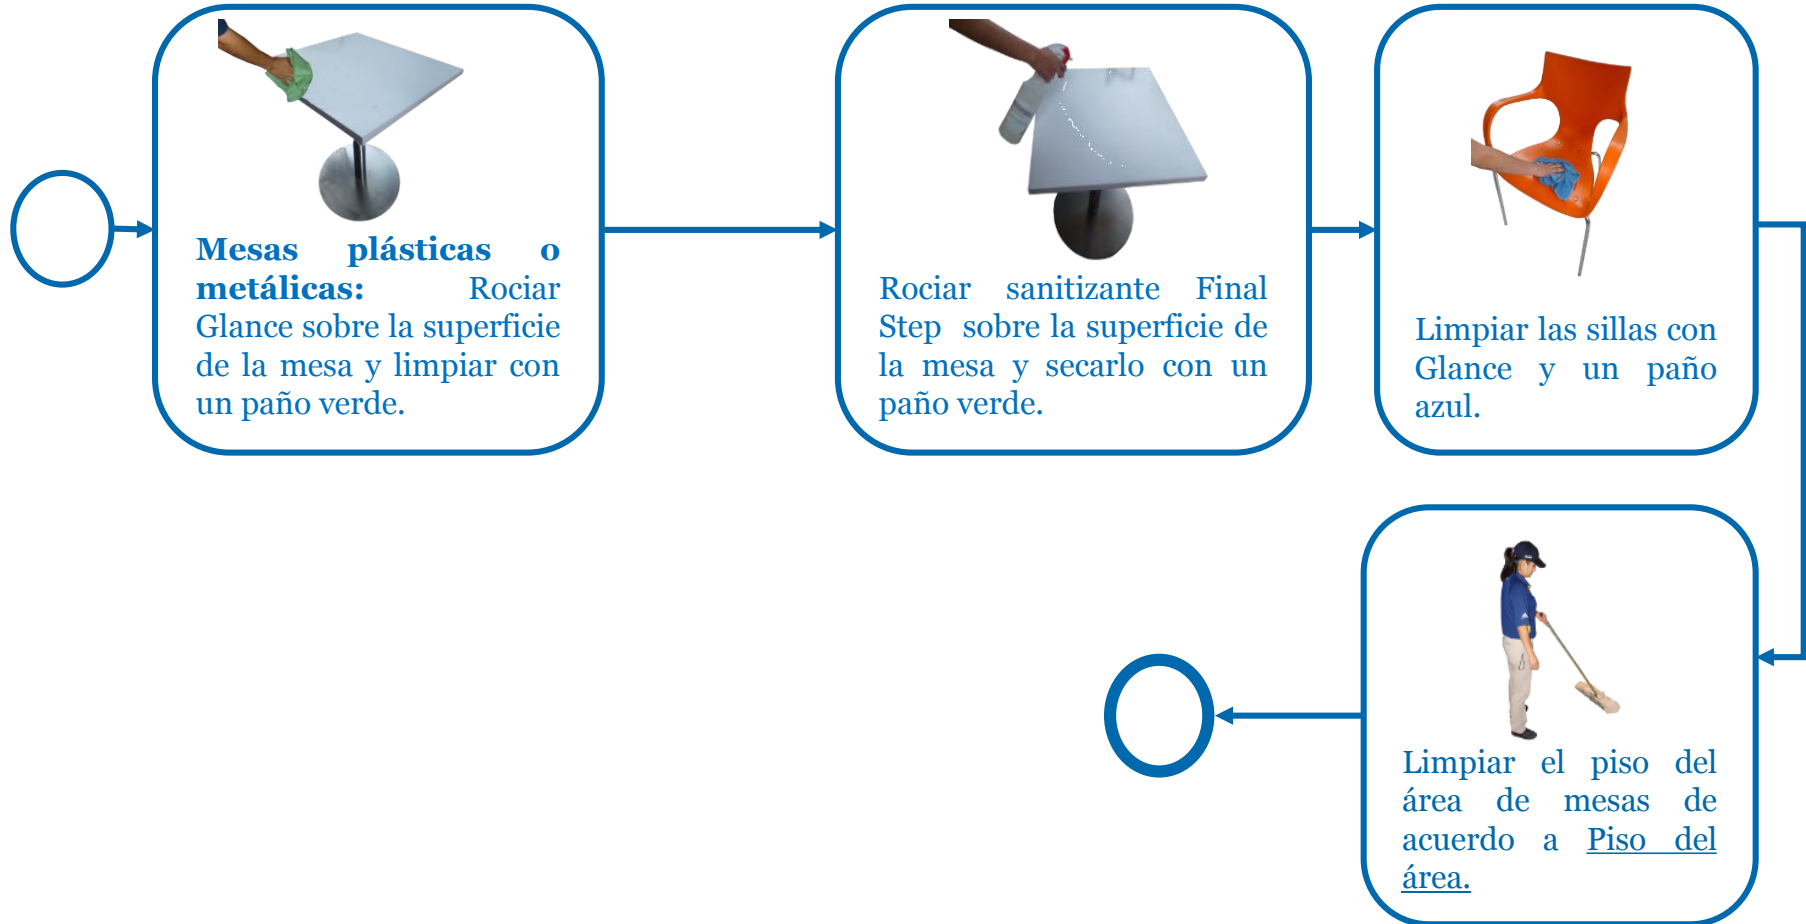 Mesas plásticas o
metálicas: Rociar
Glance sobre la superficie
de la mesa y limpiar con
un paño verde.
Rociar sanitizante Final
Step sobre la superficie de
la mesa y secarlo con un
paño verde.
Limpiar las sillas con
Glance y un paño
azul.
Limpiar el piso del
área de mesas de
acuerdo a Piso del
área.